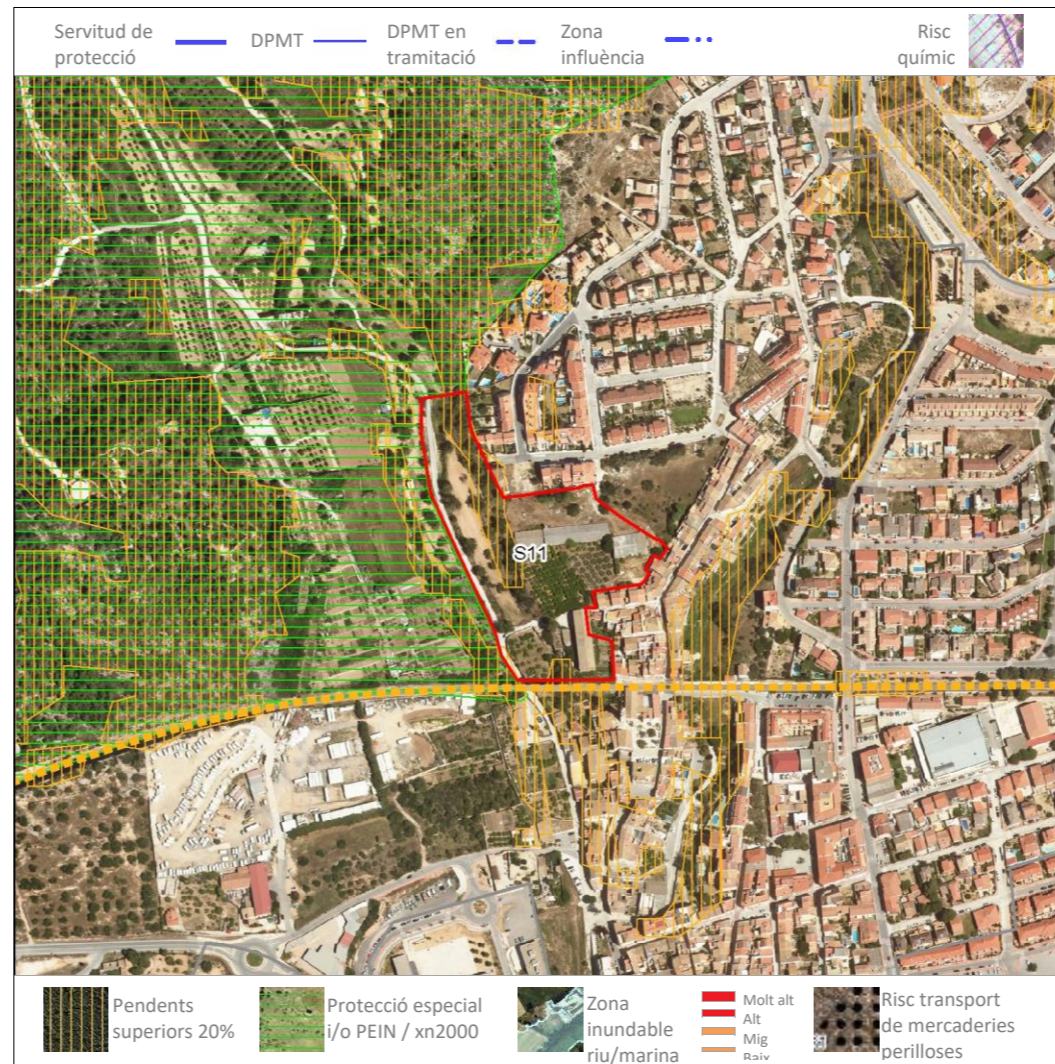 Servitud de
protecció
DPMT
DPMT en
tramitació
Zona
influència
Risc
químic
S11
Pendents
superiors 20%
Protecció especial
i/o PEIN / xn2000
Zona
inundable
riu/marina
Molt alt
Alt
Mig
Baix
Risc transport
de mercaderies
perilloses